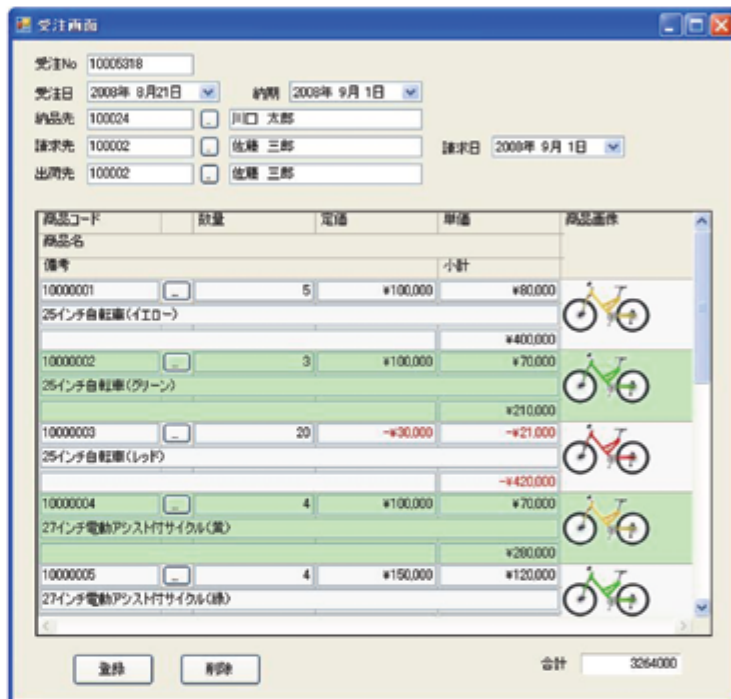 受注画面
受注No 10005318
受注日 2008年 8月21日 納期 2008年 9月 1日
納品先 100024 川口 太郎
請求先 100002 佐藤 三郎 請求日 2008年 9月 1日
出荷先 100002 佐藤 三郎
商品コード 数量 定価 単価 商品画像
商品名
備考 小計
10000001 5 ¥100,000 ¥80,000
25インチ自転車(イエロー)
¥400,000
10000002 3 ¥100,000 ¥70,000
25インチ自転車(グリーン)
¥210,000
10000003 20 -¥30,000 -¥21,000
25インチ自転車(レッド)
-¥420,000
10000004 4 ¥100,000 ¥70,000
27インチ電動アシスト付サイクル(黄)
¥280,000
10000005 4 ¥150,000 ¥120,000
27インチ電動アシスト付サイクル(緑)
登録 削除 合計 3264000